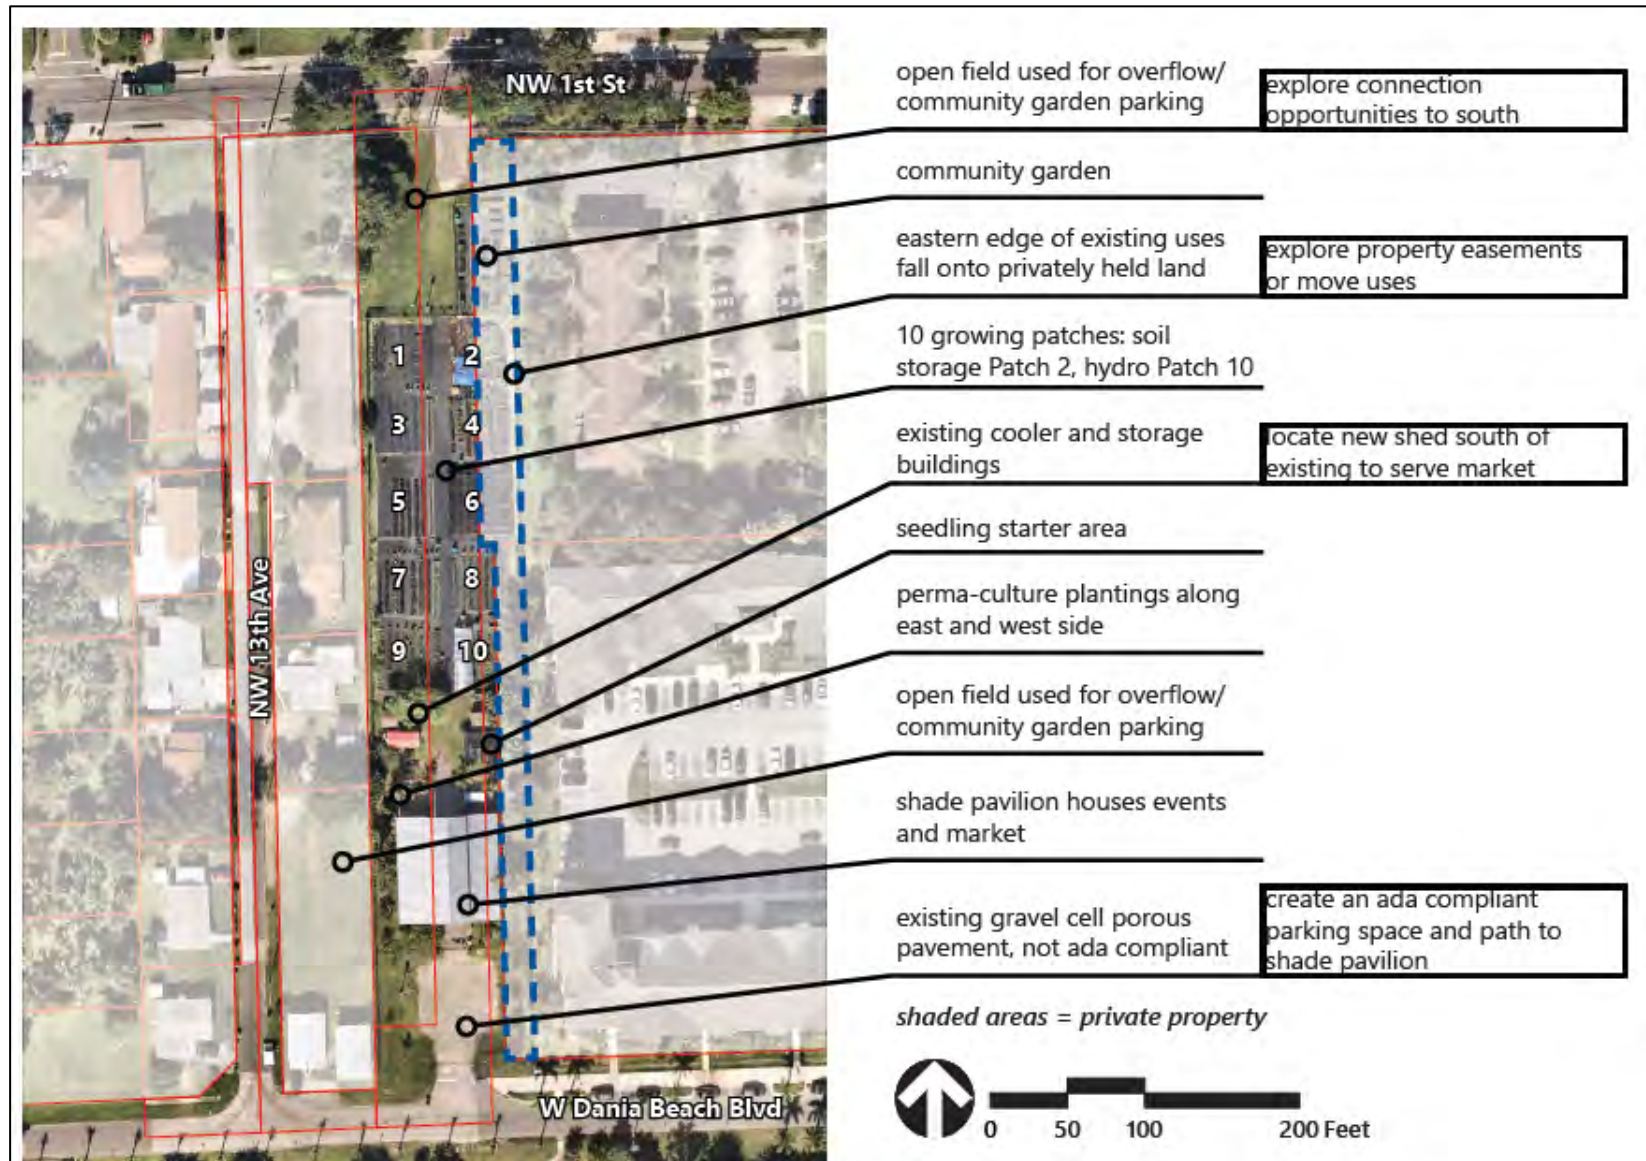 NW 1st St
open field used for overflow/
community garden parking
explore connection
opportunities to south
community garden
eastern edge of existing uses
fall onto privately held land
explore property easements
or move uses
10 growing patches: soil
storage Patch 2, hydro Patch 10
existing cooler and storage
buildings
locate new shed south of
existing to serve market
seedling starter area
perma-culture plantings along
east and west side
open field used for overflow/
community garden parking
shade pavilion houses events
and market
existing gravel cell porous
pavement, not ada compliant
create an ada compliant
parking space and path to
shade pavilion
shaded areas = private property
1
2
3
4
5
6
7
8
9
10
NW 13th Ave
W Dania Beach Blvd
0 50 100 200 Feet